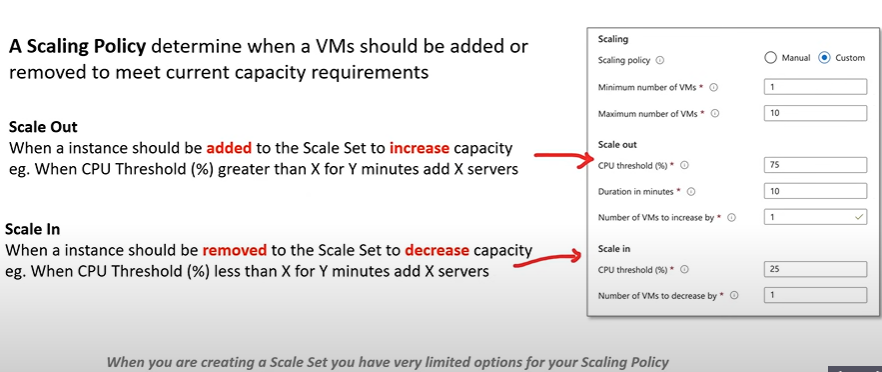 A Scaling Policy determine when a VMs should be added or
removed to meet current capacity requirements
Scale Out
When a instance should be added to the Scale Set to increase capacity
eg. When CPU Threshold (%) greater than X for Y minutes add X servers
Scale In
When a instance should be removed to the Scale Set to decrease capacity
eg. When CPU Threshold (%) less than X for Y minutes add X servers
Scaling
Scaling policy Manual Custom
Minimum number of VMs * 1
Maximum number of VMs * 10
Scale out
CPU threshold (%) * 75
Duration in minutes * 10
Number of VMs to increase by * 1
Scale in
CPU threshold (%) * 25
Number of VMs to decrease by * 1
When you are creating a Scale Set you have very limited options for your Scaling Policy